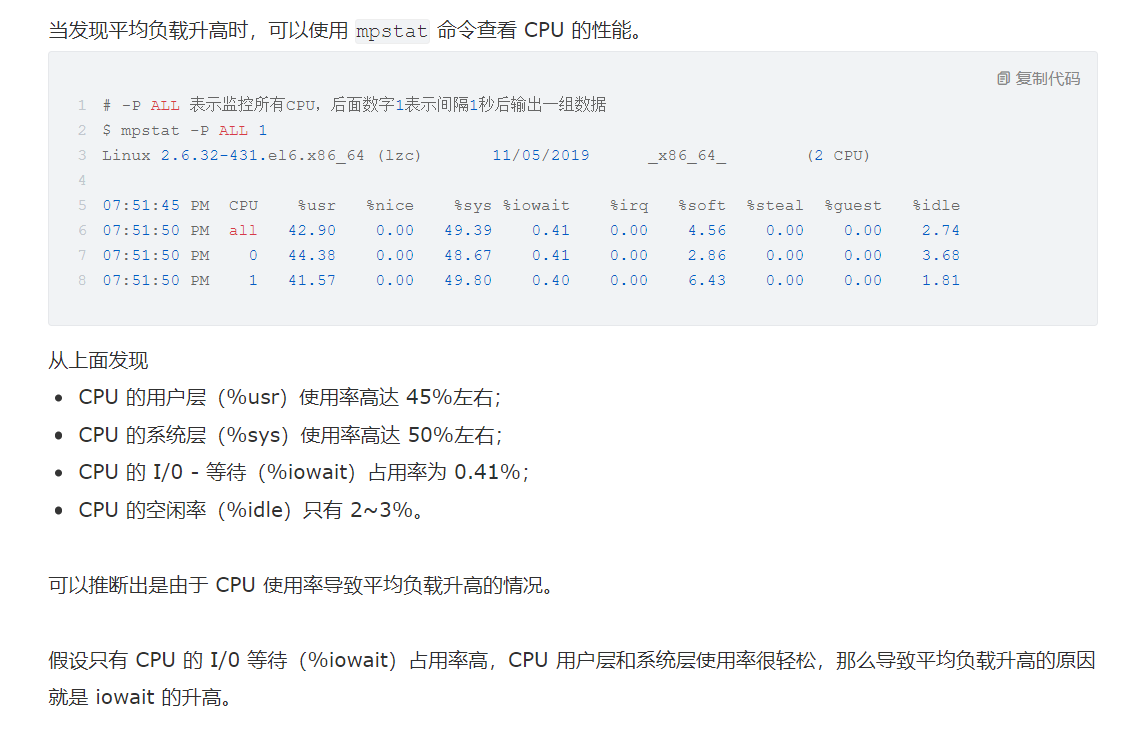 当发现平均负载升高时，可以使用 mpstat 命令查看 CPU 的性能。
复制代码
1 # -P ALL 表示监控所有CPU，后面数字1表示间隔1秒后输出一组数据
2 $ mpstat -P ALL 1
3 Linux 2.6.32-431.el6.x86_64 (lzc) 11/05/2019 _x86_64_ (2 CPU)
4
5 07:51:45 PM CPU %usr %nice %sys %iowait %irq %soft %steal %guest %idle
6 07:51:50 PM all 42.90 0.00 49.39 0.41 0.00 4.56 0.00 0.00 2.74
7 07:51:50 PM 0 44.38 0.00 48.67 0.41 0.00 2.86 0.00 0.00 3.68
8 07:51:50 PM 1 41.57 0.00 49.80 0.40 0.00 6.43 0.00 0.00 1.81
从上面发现
• CPU 的用户层（%usr）使用率高达 45%左右；
• CPU 的系统层（%sys）使用率高达 50%左右；
• CPU 的 I/0 - 等待（%iowait）占用率为 0.41%；
• CPU 的空闲率（%idle）只有 2~3%。
可以推断出是由于 CPU 使用率导致平均负载升高的情况。
假设只有 CPU 的 I/0 等待（%iowait）占用率高，CPU 用户层和系统层使用率很轻松，那么导致平均负载升高的原因
就是 iowait 的升高。